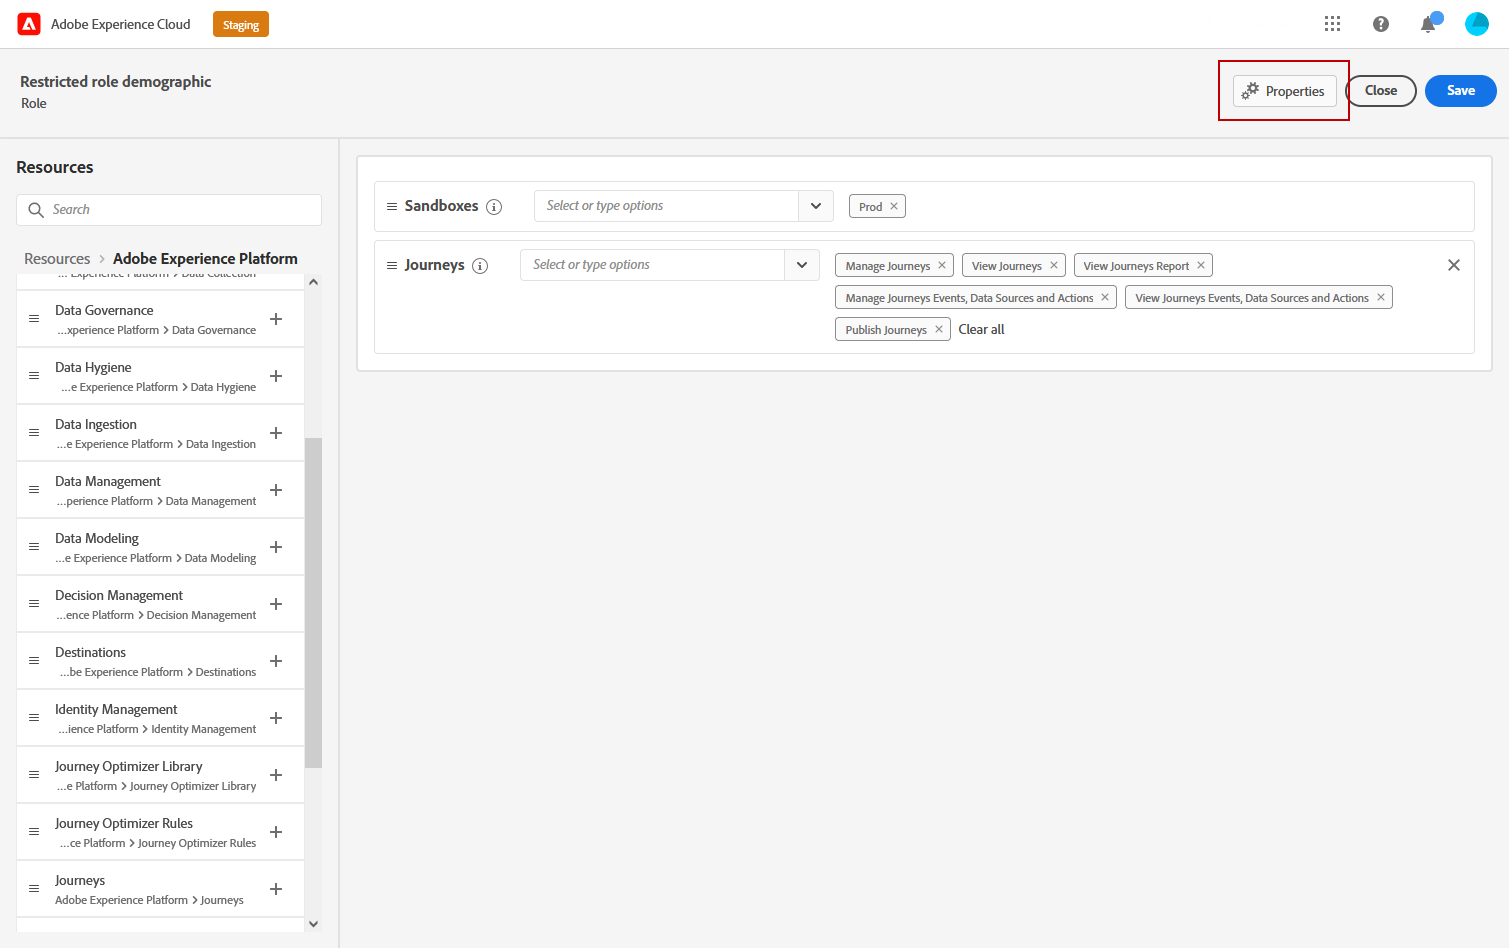 Adobe Experience Cloud Staging
Restricted role demographic
Role
Properties Close Save
Resources
Search
Resources > Adobe Experience Platform
... Experience Platform > Data Collection
Data Governance
...xperience Platform > Data Governance
Data Hygiene
...e Experience Platform > Data Hygiene
Data Ingestion
...e Experience Platform > Data Ingestion
Data Management
...perience Platform > Data Management
Data Modeling
...e Experience Platform > Data Modeling
Decision Management
...ence Platform > Decision Management
Destinations
...be Experience Platform > Destinations
Identity Management
...ience Platform > Identity Management
Journey Optimizer Library
...e Platform > Journey Optimizer Library
Journey Optimizer Rules
...ce Platform > Journey Optimizer Rules
Journeys
Adobe Experience Platform > Journeys
Sandboxes Select or type options Prod
Journeys Select or type options Manage Journeys View Journeys View Journeys Report
Manage Journeys Events, Data Sources and Actions View Journeys Events, Data Sources and Actions
Publish Journeys Clear all